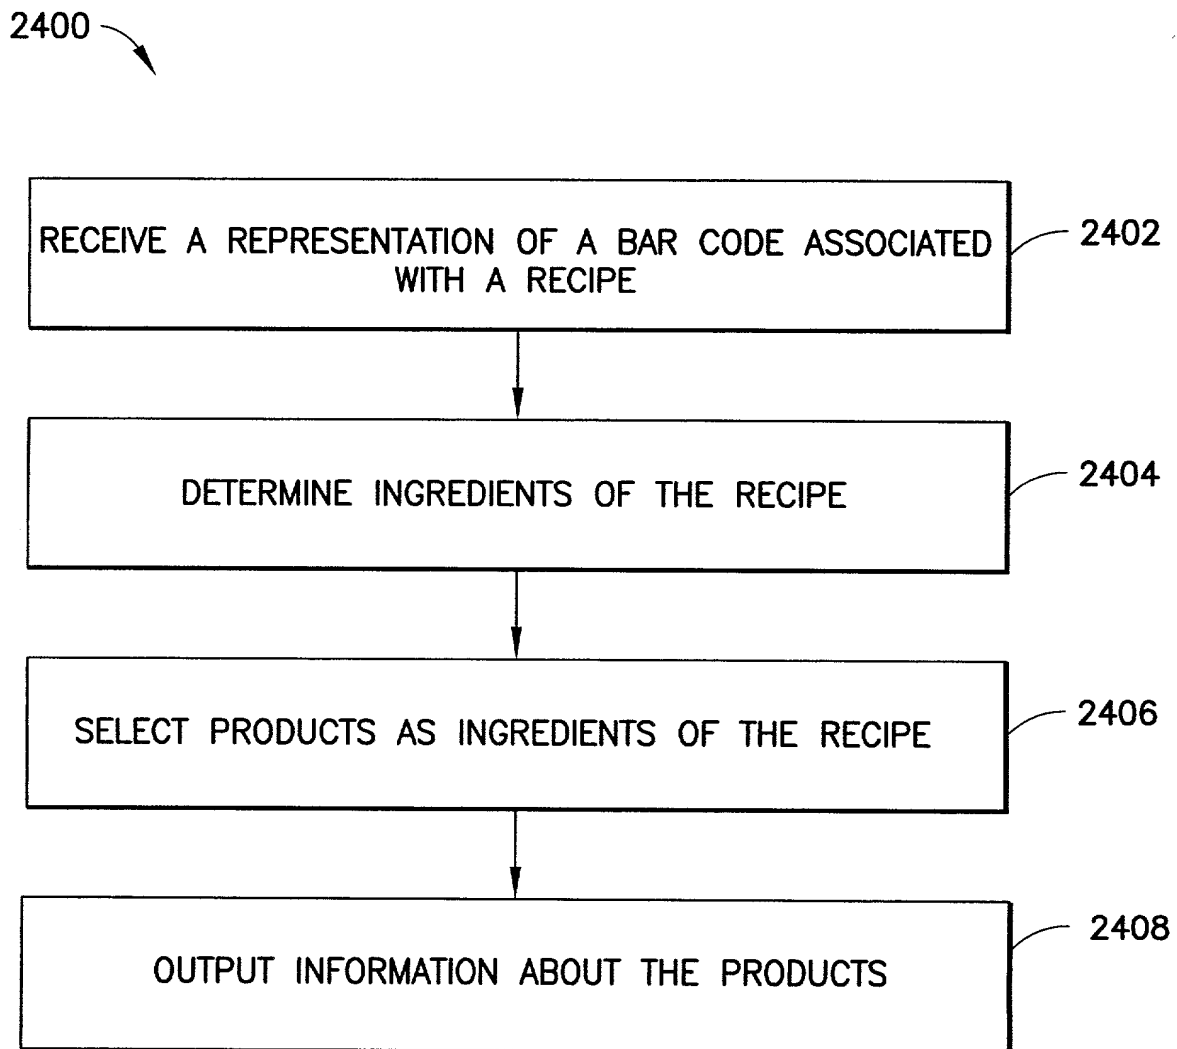 2400
RECEIVE A REPRESENTATION OF A BAR CODE ASSOCIATED
WITH A RECIPE
2402
DETERMINE INGREDIENTS OF THE RECIPE
2404
SELECT PRODUCTS AS INGREDIENTS OF THE RECIPE
2406
OUTPUT INFORMATION ABOUT THE PRODUCTS
2408